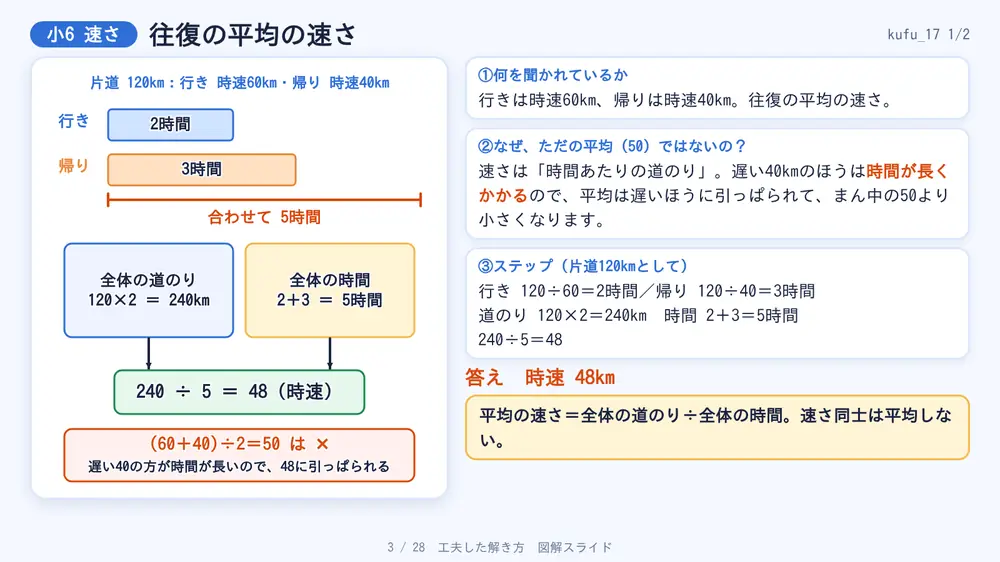 小6 速さ 往復の平均の速さ
kufu_17 1/2
片道 120km：行き 時速60km・帰り 時速40km
行き
2時間
帰り
3時間
合わせて 5時間
全体の道のり
120×2 ＝ 240km
全体の時間
2＋3 ＝ 5時間
240 ÷ 5 ＝ 48（時速）
(60＋40)÷2＝50 は ×
遅い40の方が時間が長いので、48に引っぱられる
①何を聞かれているか
行きは時速60km、帰りは時速40km。往復の平均の速さ。
②なぜ、ただの平均（50）ではないの？
速さは「時間あたりの道のり」。遅い40kmのほうは時間が長く
かかるので、平均は遅いほうに引っぱられて、まん中の50より
小さくなります。
③ステップ（片道120kmとして）
行き 120÷60＝2時間／帰り 120÷40＝3時間
道のり 120×2＝240km　時間 2＋3＝5時間
240÷5＝48
答え　時速 48km
平均の速さ＝全体の道のり÷全体の時間。速さ同士は平均しな
い。
3 / 28　工夫した解き方　図解スライド